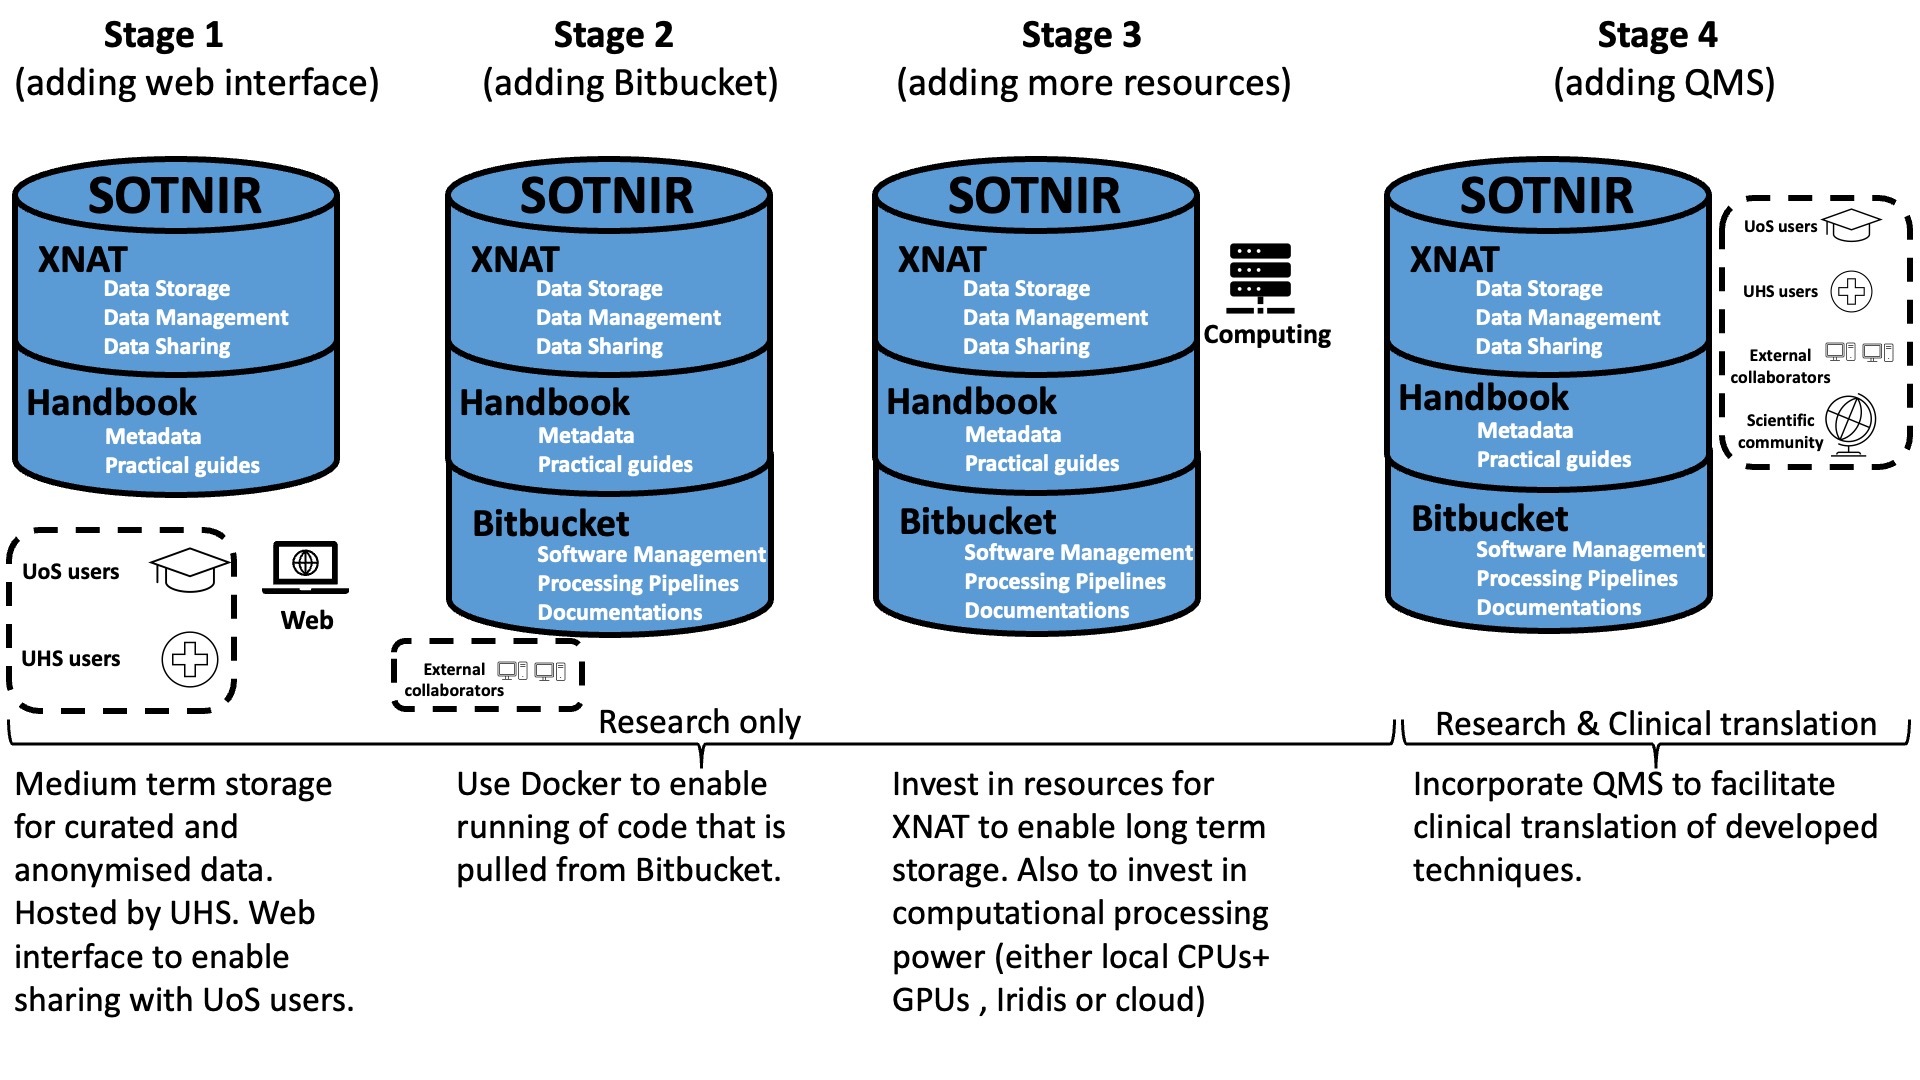 Stage 1
(adding web interface)
SOTNIR
XNAT
Data Storage
Data Management
Data Sharing
Handbook
Metadata
Practical guides
UoS users
UHS users
Web
Medium term storage
for curated and
anonymised data.
Hosted by UHS. Web
interface to enable
sharing with UoS users.
Stage 2
(adding Bitbucket)
SOTNIR
XNAT
Data Storage
Data Management
Data Sharing
Handbook
Metadata
Practical guides
Bitbucket
Software Management
Processing Pipelines
Documentations
External
collaborators
Research only
Use Docker to enable
running of code that is
pulled from Bitbucket.
Stage 3
(adding more resources)
SOTNIR
XNAT
Data Storage
Data Management
Data Sharing
Handbook
Metadata
Practical guides
Bitbucket
Software Management
Processing Pipelines
Documentations
Computing
Invest in resources for
XNAT to enable long term
storage. Also to invest in
computational processing
power (either local CPUs+
GPUs , Iridis or cloud)
Stage 4
(adding QMS)
SOTNIR
XNAT
Data Storage
Data Management
Data Sharing
Handbook
Metadata
Practical guides
Bitbucket
Software Management
Processing Pipelines
Documentations
UoS users
UHS users
External
collaborators
Scientific
community
Research & Clinical translation
Incorporate QMS to facilitate
clinical translation of developed
techniques.